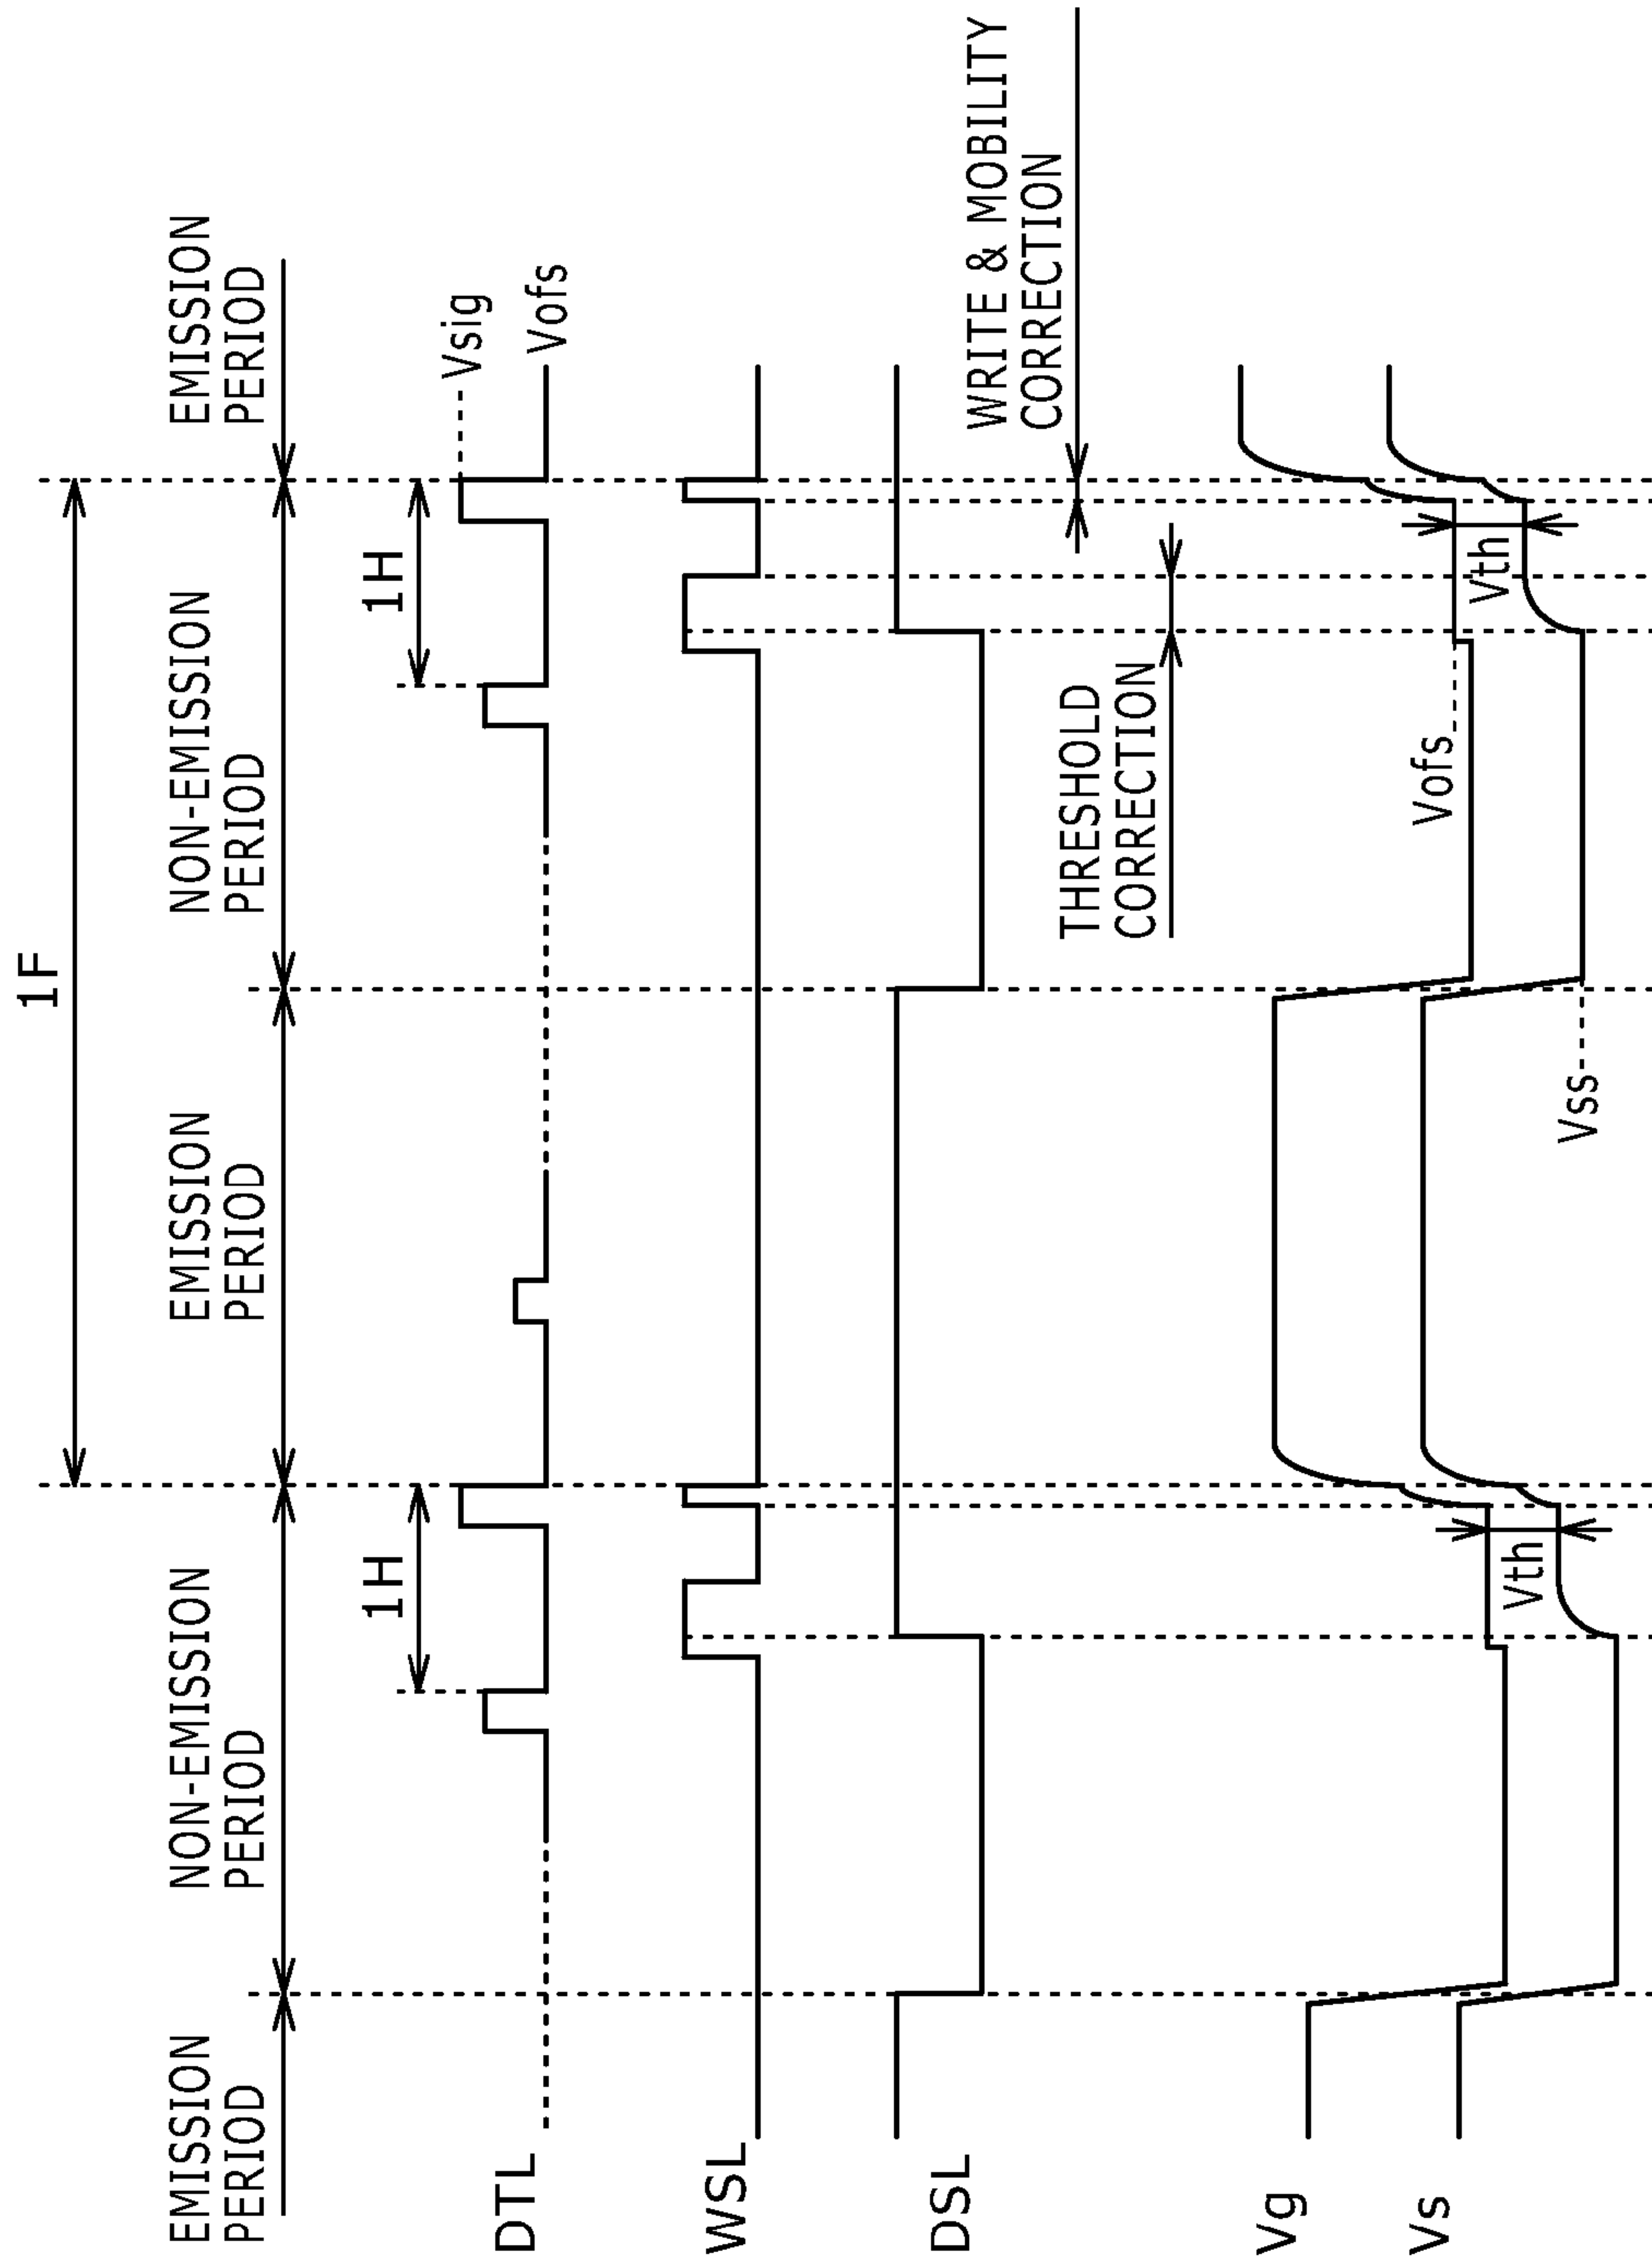 1F
EMISSION
PERIOD
NON-EMISSION
PERIOD
EMISSION
PERIOD
NON-EMISSION
PERIOD
EMISSION
PERIOD
1H
1H
Vsig
Vofs
DTL
WSL
DSL
WRITE & MOBILITY
CORRECTION
THRESHOLD
CORRECTION
Vg
Vs
Vth
Vss
Vofs
Vth